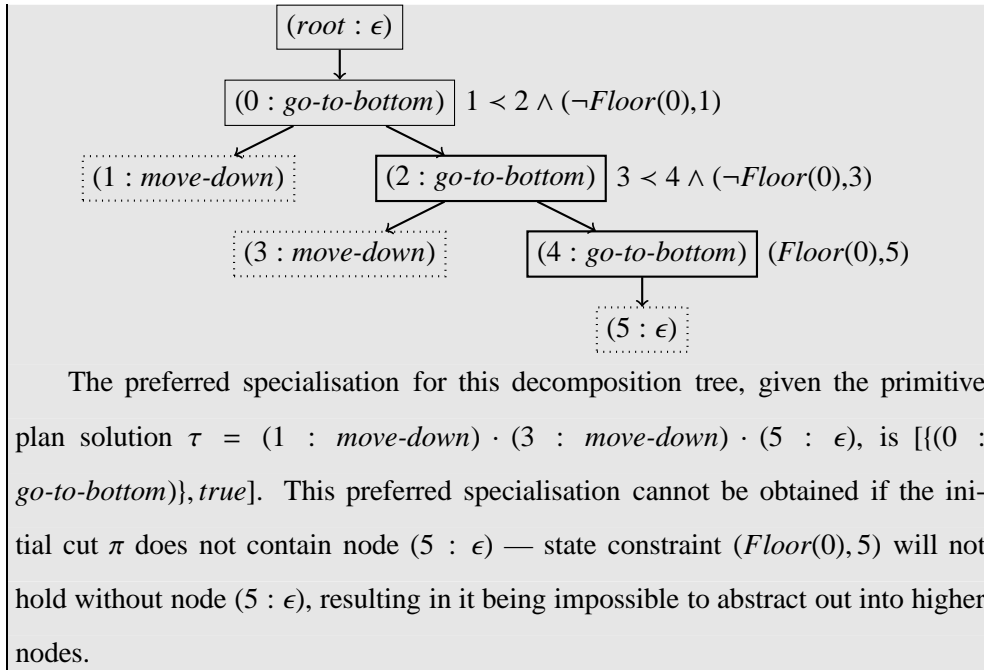 (root : ϵ)
(0 : go-to-bottom) 1 ≺ 2 ∧ (¬Floor(0),1)
(1 : move-down) (2 : go-to-bottom) 3 ≺ 4 ∧ (¬Floor(0),3)
(3 : move-down) (4 : go-to-bottom) (Floor(0),5)
(5 : ϵ)
The preferred specialisation for this decomposition tree, given the primitive
plan solution τ = (1 : move-down) · (3 : move-down) · (5 : ϵ), is [{(0 :
go-to-bottom)}, true]. This preferred specialisation cannot be obtained if the ini-
tial cut π does not contain node (5 : ϵ) — state constraint (Floor(0), 5) will not
hold without node (5 : ϵ), resulting in it being impossible to abstract out into higher
nodes.